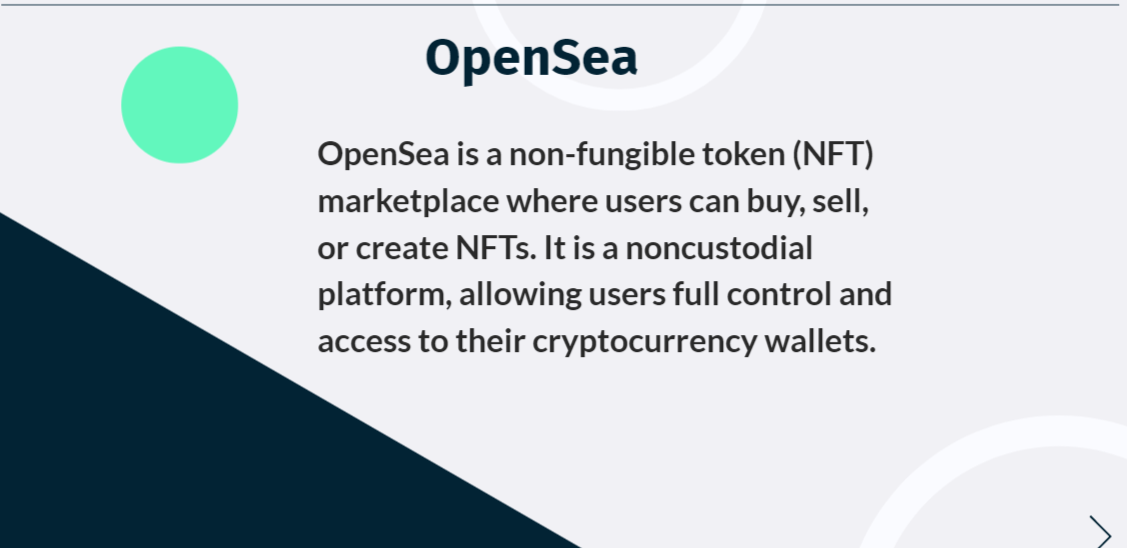 OpenSea
OpenSea is a non-fungible token (NFT)
marketplace where users can buy, sell,
or create NFTs. It is a noncustodial
platform, allowing users full control and
access to their cryptocurrency wallets.